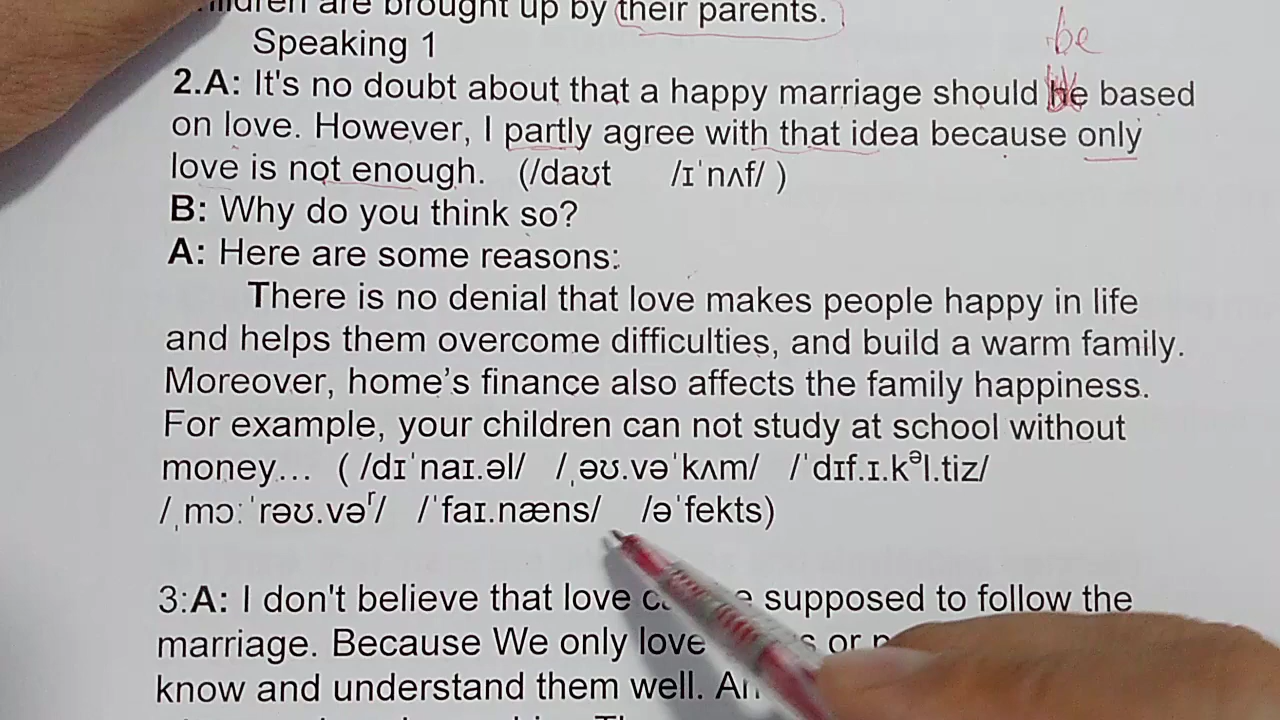 are brought up by their parents.
Speaking 1
be
2.A: It's no doubt about that a happy marriage should be based
on love. However, I partly agree with that idea because only
love is not enough. (/daʊt /ɪˈnʌf/ )
B: Why do you think so?
A: Here are some reasons:
There is no denial that love makes people happy in life
and helps them overcome difficulties, and build a warm family.
Moreover, home’s finance also affects the family happiness.
For example, your children can not study at school without
money... ( /dɪˈnaɪ.əl/ /ˌəʊ.vəˈkʌm/ /ˈdɪf.ɪ.kᵊl.tiz/
/ˌmɔːˈrəʊ.vəʳ/ /ˈfaɪ.næns/ /əˈfekts)
3:A: I don't believe that love supposed to follow the
marriage. Because We only love or
know and understand them well.